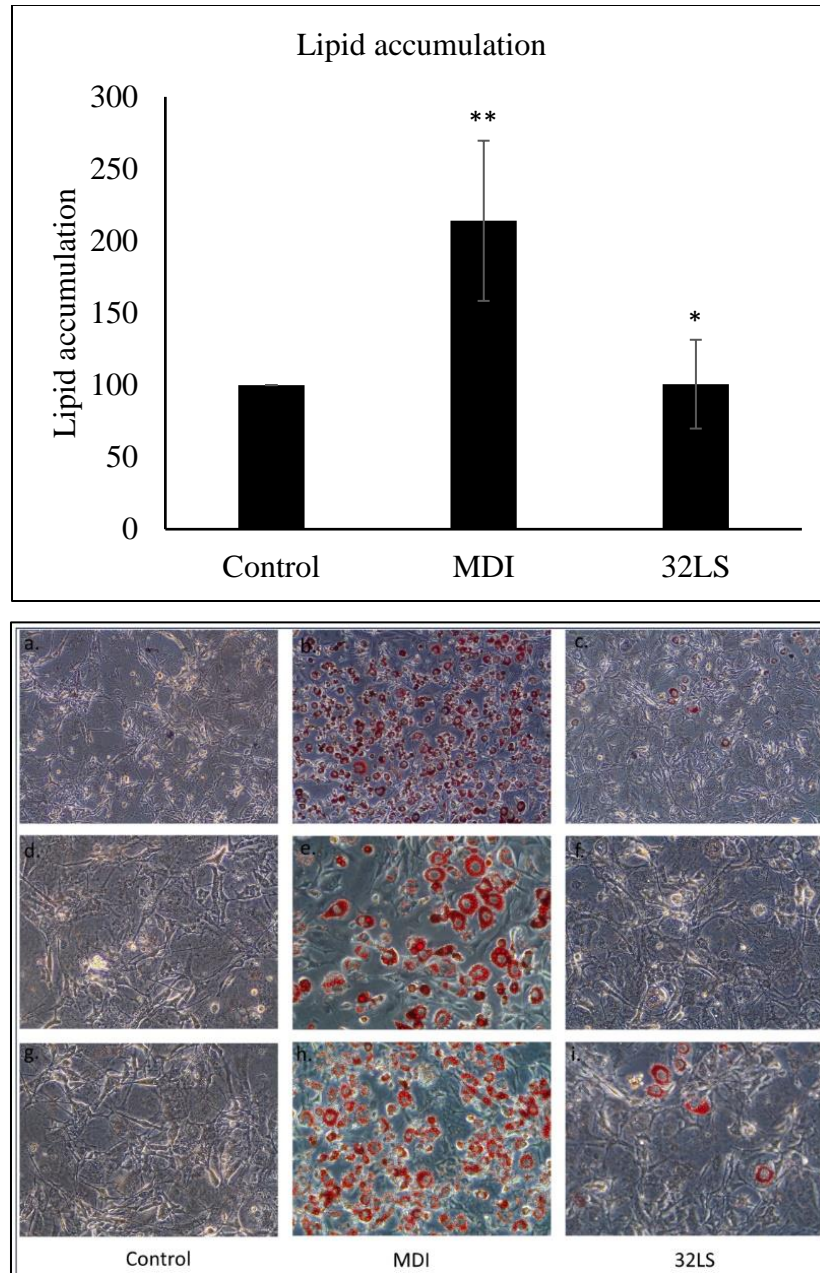 Lipid accumulation
300
250
200
150
100
50
0
Lipid accumulation
**
*
Control MDI 32LS
a. b. c.
d. e. f.
g. h. i.
Control MDI 32LS